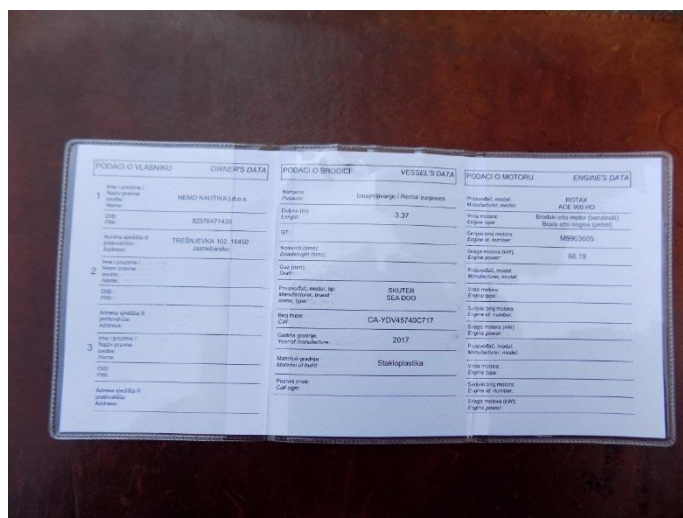 PODACI O VLASNIKU OWNER'S DATA
1 Ime i prezime /
Naziv pravne
osobe:
Name:
NEMO NAUTIKA j.d.o.o.
OIB:
PIN:
62576471433
Adresa sjedišta ili
prebivališta:
Address:
TREŠNJEVKA 102, 10450
Jastrebarsko
2 Ime i prezime /
Naziv pravne
osobe:
Name:
OIB:
PIN:
Adresa sjedišta ili
prebivališta:
Address:
3 Ime i prezime /
Naziv pravne
osobe:
Name:
OIB:
PIN:
Adresa sjedišta ili
prebivališta:
Address:
PODACI O BRODICI VESSEL'S DATA
Namjena:
Purpose:
Iznajmljivanje / Rental purposes
Duljina (m):
Length:
3.37
GT:
Nosivost (tons):
Deadweight (tons):
Gaz (mm):
Draft:
Proizvođač, model, tip:
Manufacturer, brand
name, type:
SKUTER
SEA DOO
Broj trupa:
CIN:
CA-YDV45740C717
Godina gradnje:
Year of manufacture:
2017
Materijal gradnje:
Material of build:
Stakloplastika
Pozivni znak:
Call sign:
PODACI O MOTORU ENGINE'S DATA
Proizvođač, model:
Manufacturer, model:
ROTAX
ACE 900 HO
Vrsta motora:
Engine type:
Brodski otto motor (benzinski)
Boats otto engine (petrol)
Serijski broj motora:
Engine id. number:
M9903605
Snaga motora (kW):
Engine power:
66.19
Proizvođač, model:
Manufacturer, model:
Vrsta motora:
Engine type:
Serijski broj motora:
Engine id. number:
Snaga motora (kW):
Engine power:
Proizvođač, model:
Manufacturer, model:
Vrsta motora:
Engine type:
Serijski broj motora:
Engine id. number:
Snaga motora (kW):
Engine power: